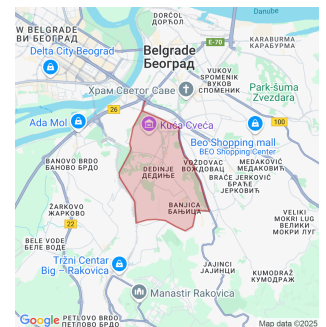 DORĆOL
ДОРЋОЛ
Danube
W BELGRADE
ВИ БЕОГРАД
E-70
KARABURMA
КАРАБУРМА
Delta City
Belgrade
Београд
VUKOV
SPOMENIK
ВУКОВ
СПОМЕНИК
Park-šuma
Zvezdara
Храм Светог Саве
26
Ada Mol
Kuća Cveća
100
Beo Shopping mall
BEO Shopping Center
BANOVO BRDO
БАНОВО БРДО
DEDINJE
ДЕДИЊЕ
VOŽDOVAC
ВОЖДОВАЦ
MEDAKOVIĆ
МЕДАКОВИЋ
BRAĆE JERKOVIĆ
БРАЋЕ
ЈЕРКОВИЋ
ŽARKOVO
ЖАРКОВО
BANJICA
БАЊИЦА
22
VELIKI
MOKRI LUG
ВЕЛИКИ
МОКРИ ЛУГ
BELE VODE
БЕЛЕ ВОДЕ
Tržni Centar
Big – Rakovica
JAJINCI
ЈАЈИНЦИ
KUMODRAŽ
КУМОДРАЖ
Manastir Rakovica
PETLOVO BRDO
ПЕТЛОВО БРДО
Google
Map data ©2025